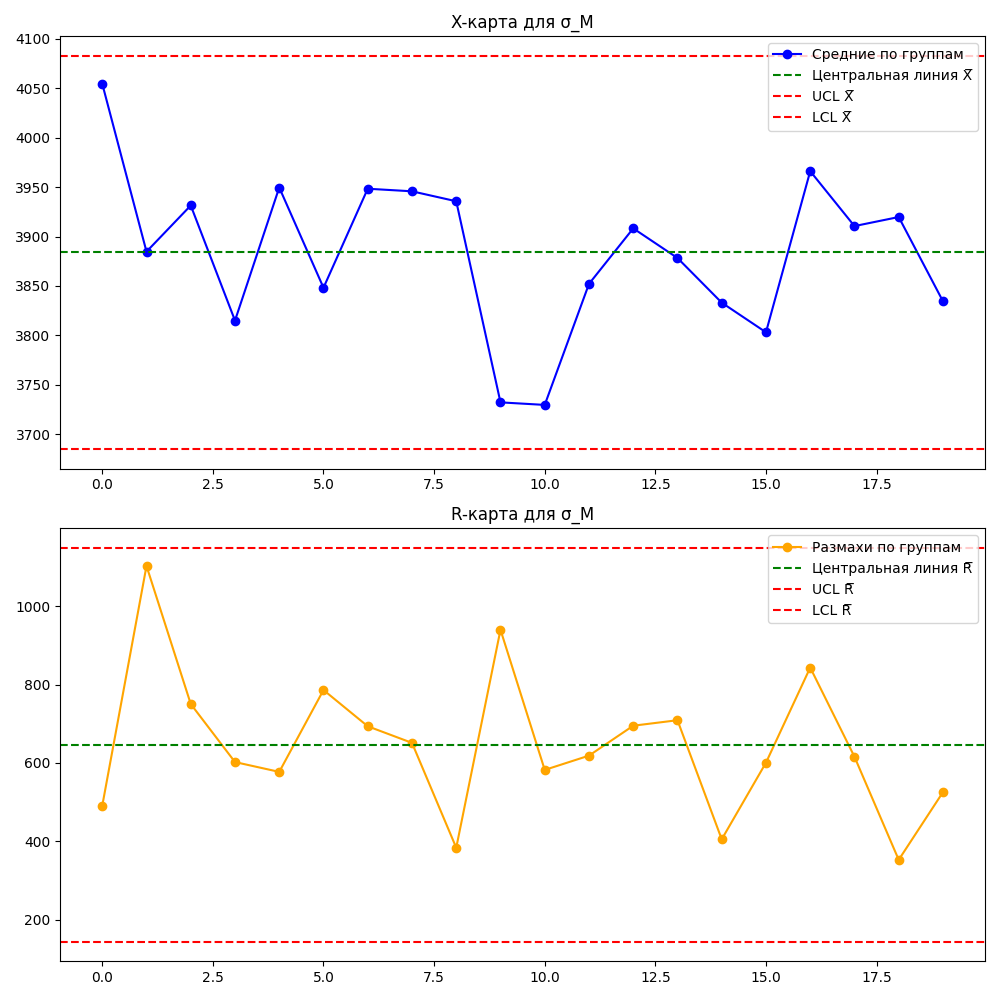 X-карта для σ_M
4100
4050
4000
3950
3900
3850
3800
3750
3700
Средние по группам
Центральная линия X̅
UCL X̅
LCL X̅
0.0 2.5 5.0 7.5 10.0 12.5 15.0 17.5
R-карта для σ_M
1000
800
600
400
200
Размахи по группам
Центральная линия R̅
UCL R̅
LCL R̅
0.0 2.5 5.0 7.5 10.0 12.5 15.0 17.5